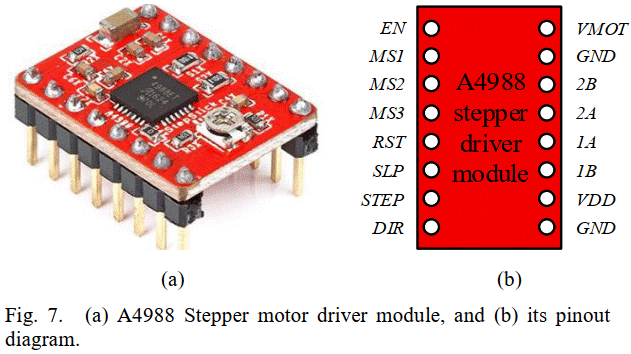 EN
MS1
MS2
MS3
RST
SLP
STEP
DIR
A4988
stepper
driver
module
VMOT
GND
2B
2A
1A
1B
VDD
GND
(a)
(b)
Fig. 7. (a) A4988 Stepper motor driver module, and (b) its pinout
diagram.